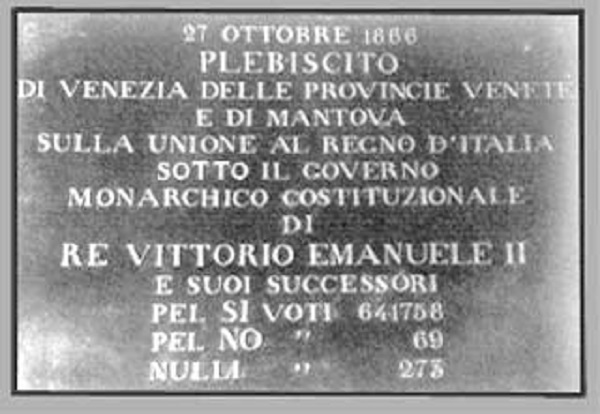 27 OTTOBRE 1866
PLEBISCITO
DI VENEZIA DELLE PROVINCIE VENETE
E DI MANTOVA
SULLA UNIONE AL REGNO D'ITALIA
SOTTO IL GOVERNO
MONARCHICO COSTITUZIONALE
DI
RE VITTORIO EMANUELE II
E SUOI SUCCESSORI
PEL SI VOTI 641758
PEL NO " 69
NULLI " 273